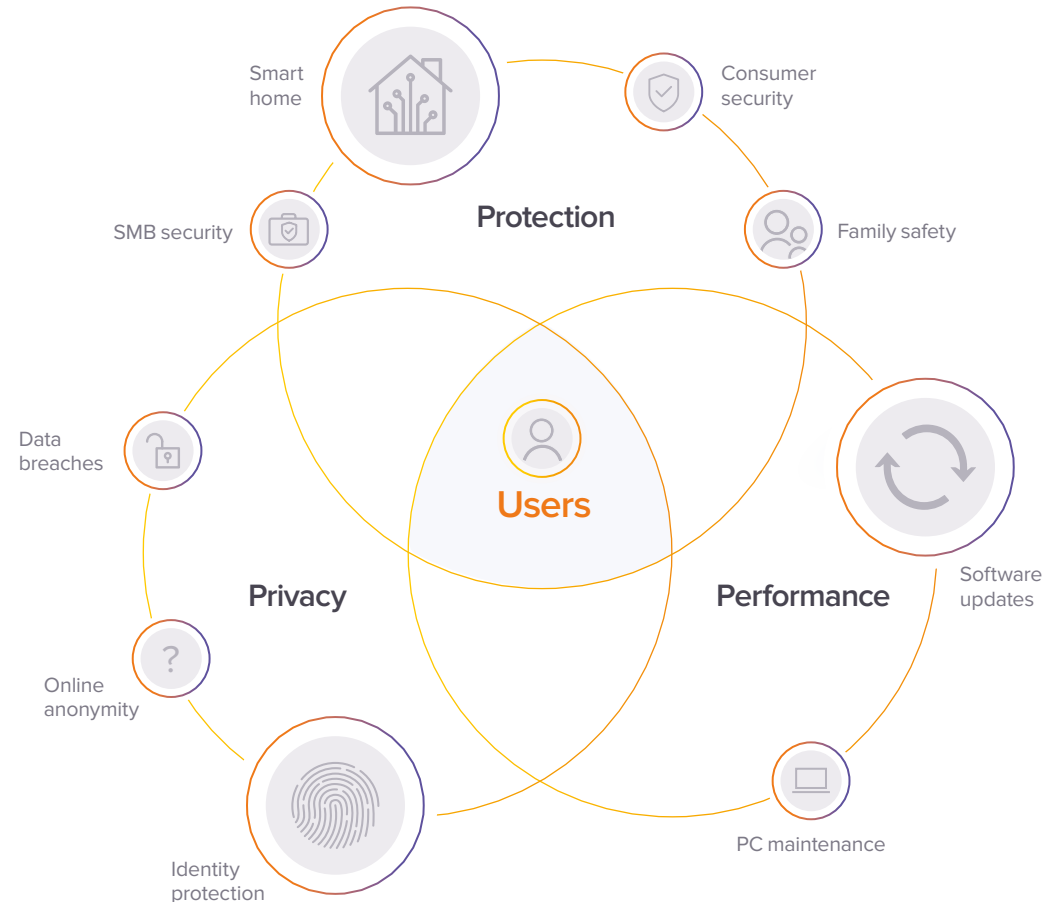 Smart
home
Consumer
security
Protection
SMB security
Family safety
Data
breaches
Users
Privacy
Performance
Software
updates
Online
anonymity
?
PC maintenance
Identity
protection